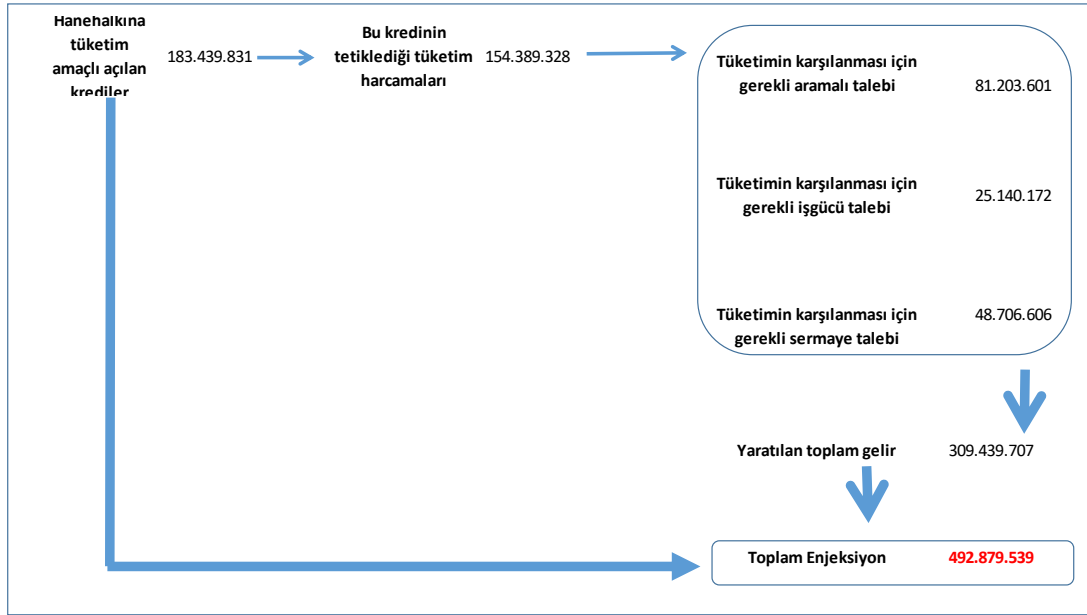 Hanehalkına
tüketim
amaçlı açılan
krediler
183.439.831
Bu kredinin
tetiklediği tüketim
harcamaları
154.389.328
Tüketimin karşılanması için
gerekli aramalı talebi
81.203.601
Tüketimin karşılanması için
gerekli işgücü talebi
25.140.172
Tüketimin karşılanması için
gerekli sermaye talebi
48.706.606
Yaratılan toplam gelir
309.439.707
Toplam Enjeksiyon
492.879.539